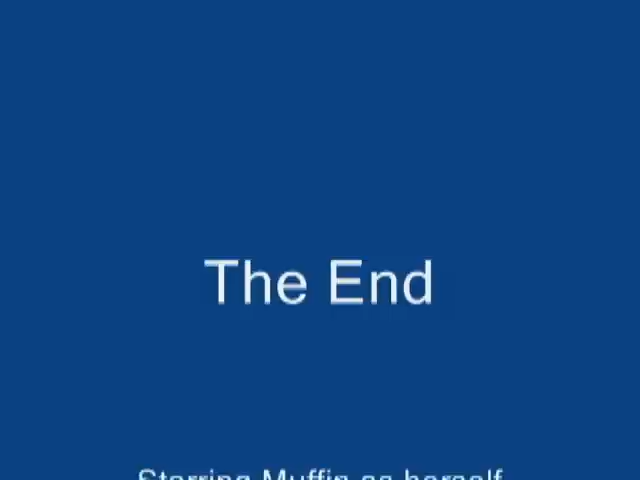 The End
Starring Muffin as herself